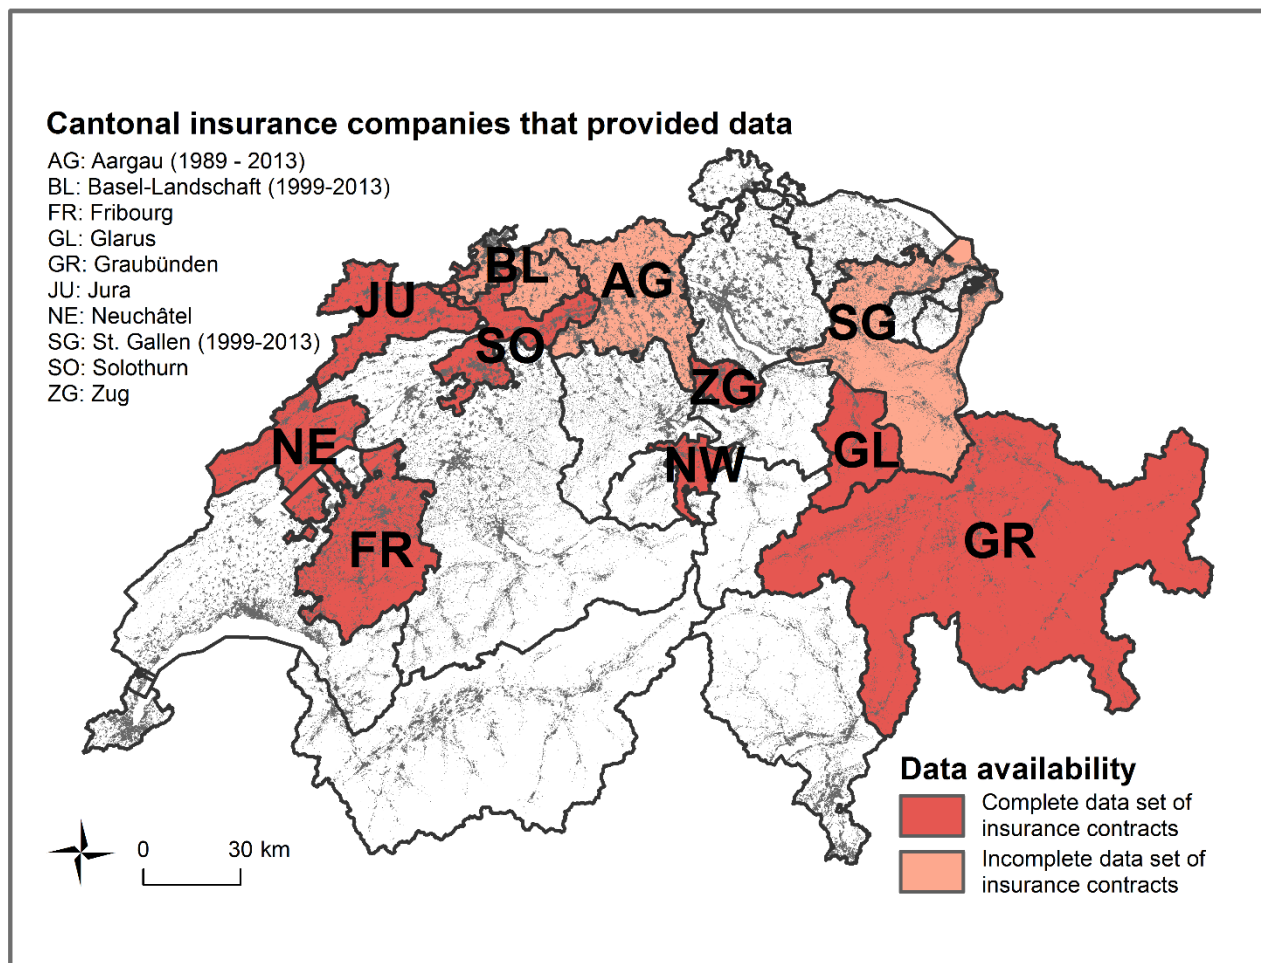 Cantonal insurance companies that provided data
AG: Aargau (1989 - 2013)
BL: Basel-Landschaft (1999-2013)
FR: Fribourg
GL: Glarus
GR: Graubünden
JU: Jura
NE: Neuchâtel
SG: St. Gallen (1999-2013)
SO: Solothurn
ZG: Zug
BL
AG
JU
SO
SG
ZG
NE
NW
GL
FR
GR
Data availability
Complete data set of
insurance contracts
Incomplete data set of
insurance contracts
0 30 km